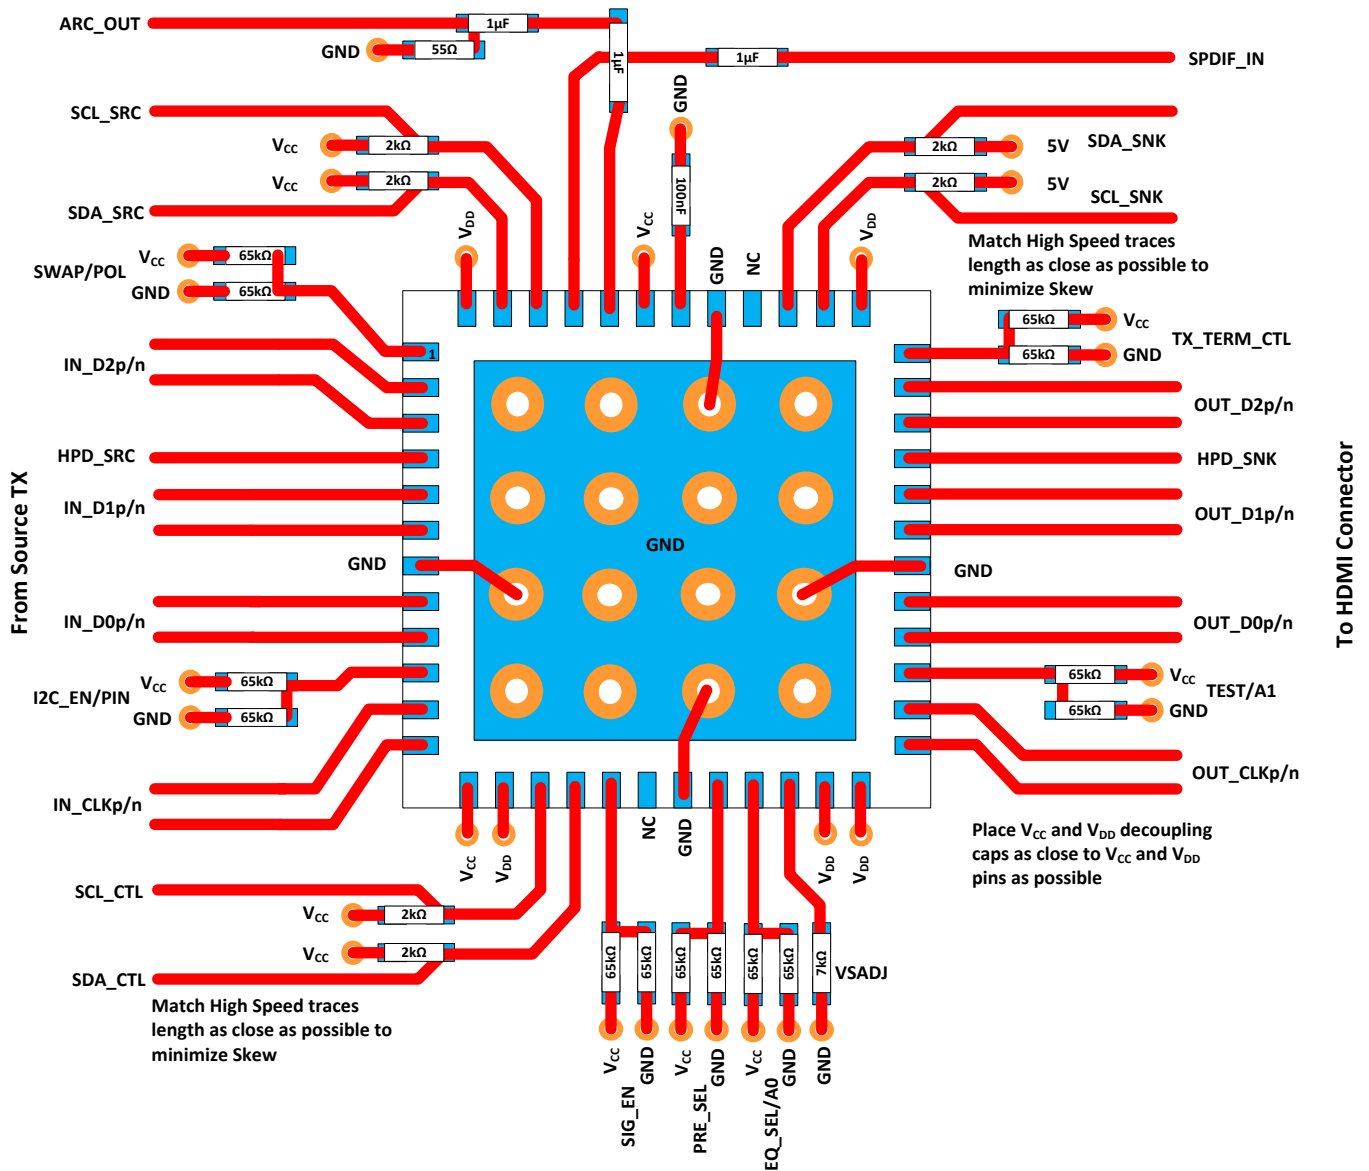 ARC_OUT
1µF
GND
55Ω
1µF
1µF
SPDIF_IN
GND
SCL_SRC
VCC
2kΩ
VCC
2kΩ
SDA_SRC
100nF
2kΩ
5V
SDA_SNK
2kΩ
5V
SCL_SNK
VDD
VCC
GND
NC
VDD
Match High Speed traces
length as close as possible to
minimize Skew
VCC
65kΩ
SWAP/POL
GND
65kΩ
65kΩ
VCC
TX_TERM_CTL
65kΩ
GND
1
IN_D2p/n
OUT_D2p/n
HPD_SRC
HPD_SNK
IN_D1p/n
OUT_D1p/n
GND
GND
GND
From Source TX
To HDMI Connector
IN_D0p/n
OUT_D0p/n
VCC
65kΩ
I2C_EN/PIN
GND
65kΩ
65kΩ
VCC
TEST/A1
65kΩ
GND
IN_CLKp/n
OUT_CLKp/n
VCC
VDD
NC
GND
VDD
VDD
Place VCC and VDD decoupling
caps as close to VCC and VDD
pins as possible
SCL_CTL
VCC
2kΩ
VCC
2kΩ
SDA_CTL
65kΩ
65kΩ
65kΩ
65kΩ
65kΩ
65kΩ
7kΩ
VSADJ
Match High Speed traces
length as close as possible to
minimize Skew
VCC
GND
VCC
GND
VCC
GND
GND
SIG_EN
PRE_SEL
EQ_SEL/A0